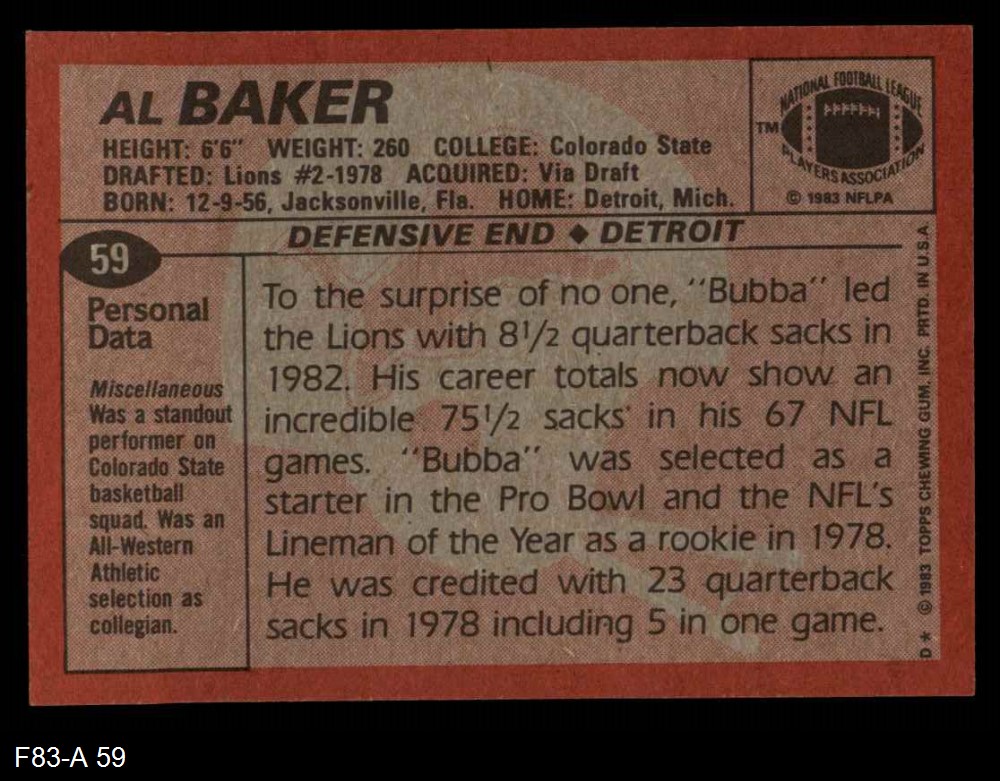 AL BAKER
HEIGHT: 6'6" WEIGHT: 260 COLLEGE: Colorado State
DRAFTED: Lions #2-1978 ACQUIRED: Via Draft
BORN: 12-9-56, Jacksonville, Fla. HOME: Detroit, Mich.
NATIONAL FOOTBALL LEAGUE
TM
PLAYERS ASSOCIATION
© 1983 NFLPA
DEFENSIVE END ◆ DETROIT
59
Personal
Data
Miscellaneous
Was a standout
performer on
Colorado State
basketball
squad. Was an
All-Western
Athletic
selection as
collegian.
To the surprise of no one, "Bubba" led
the Lions with 8 1/2 quarterback sacks in
1982. His career totals now show an
incredible 75 1/2 sacks in his 67 NFL
games. "Bubba" was selected as a
starter in the Pro Bowl and the NFL's
Lineman of the Year as a rookie in 1978.
He was credited with 23 quarterback
sacks in 1978 including 5 in one game.
D* © 1983 TOPPS CHEWING GUM, INC. PRTD. IN U.S.A.
F83-A 59